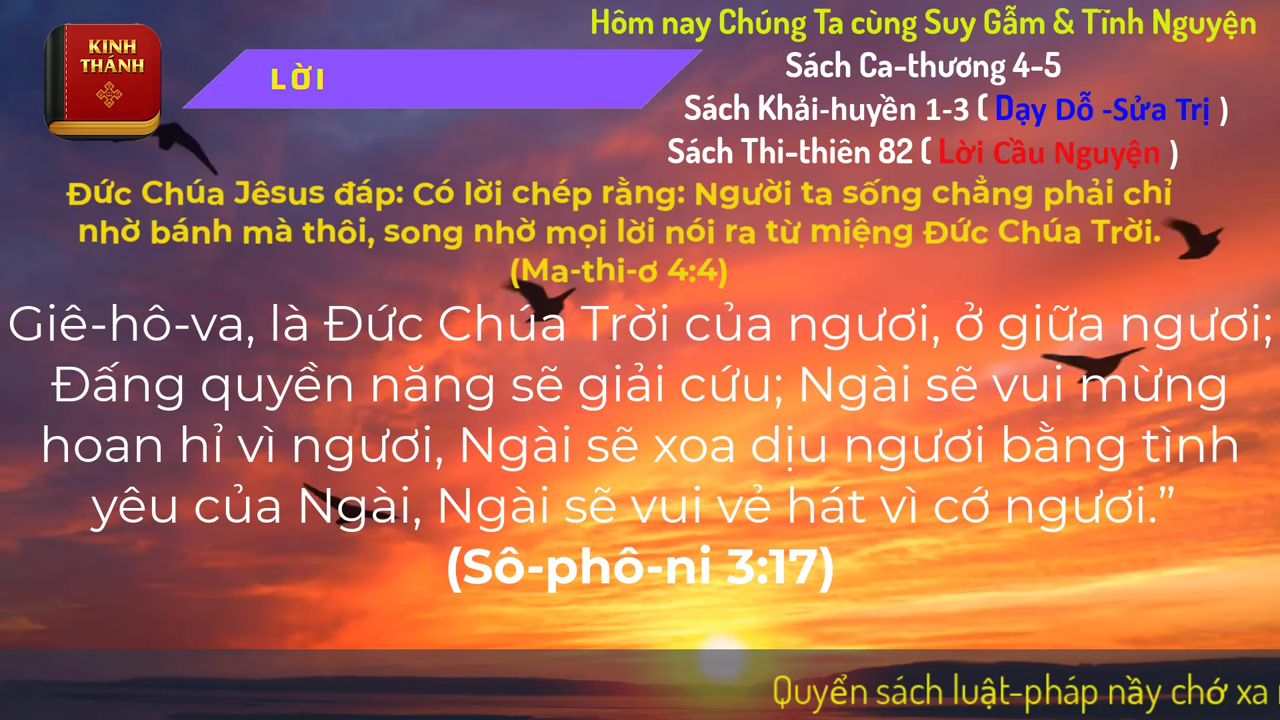 KINH
THÁNH
LỜI
Hôm nay Chúng Ta cùng Suy Gẫm & Tĩnh Nguyện
Sách Ca-thương 4-5
Sách Khải-huyền 1-3 ( Dạy Dỗ -Sửa Trị )
Sách Thi-thiên 82 ( Lời Cầu Nguyện )
Đức Chúa Jêsus đáp: Có lời chép rằng: Người ta sống chẳng phải chỉ
nhờ bánh mà thôi, song nhờ mọi lời nói ra từ miệng Đức Chúa Trời.
(Ma-thi-ơ 4:4)
Giê-hô-va, là Đức Chúa Trời của ngươi, ở giữa ngươi;
Đấng quyền năng sẽ giải cứu; Ngài sẽ vui mừng
hoan hỉ vì ngươi, Ngài sẽ xoa dịu ngươi bằng tình
yêu của Ngài, Ngài sẽ vui vẻ hát vì cớ ngươi.”
(Sô-phô-ni 3:17)
Quyển sách luật-pháp nầy chớ xa